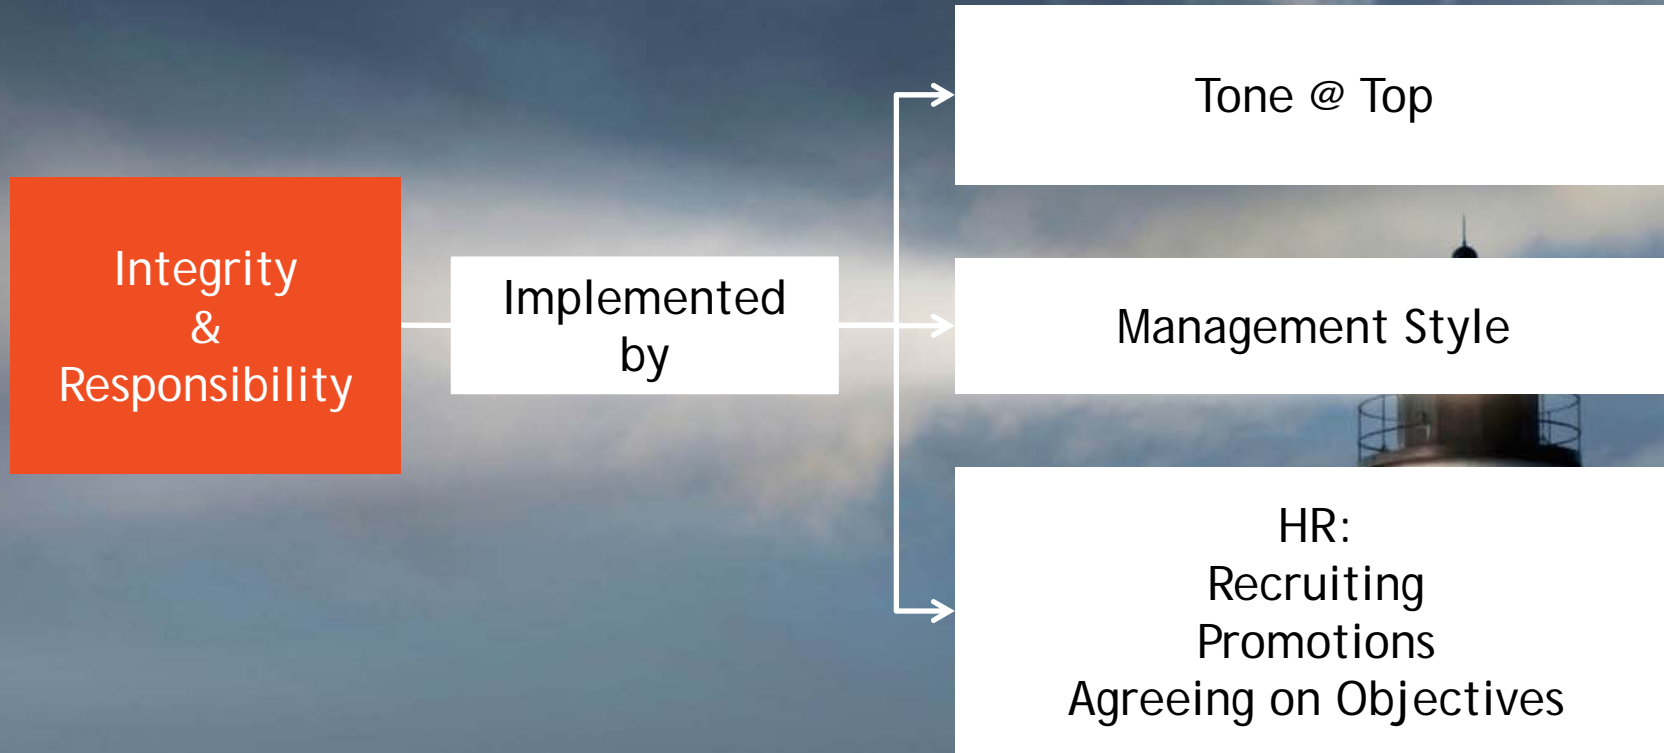 Integrity
&
Responsibility
Implemented
by
Tone @ Top
Management Style
HR:
Recruiting
Promotions
Agreeing on Objectives